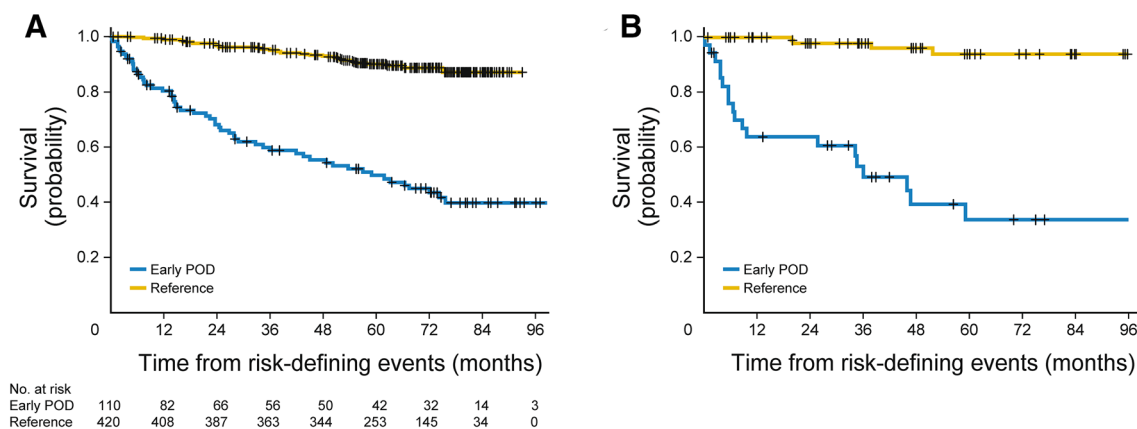 A
Survival
(probability)
1.0
0.8
0.6
0.4
0.2
0 12 24 36 48 60 72 84 96
Early POD
Reference
Time from risk-defining events (months)
No. at risk
Early POD 110 82 66 56 50 42 32 14 3
Reference 420 408 387 363 344 253 145 34 0
B
Survival
(probability)
1.0
0.8
0.6
0.4
0.2
0 12 24 36 48 60 72 84 96
Early POD
Reference
Time from risk-defining events (months)